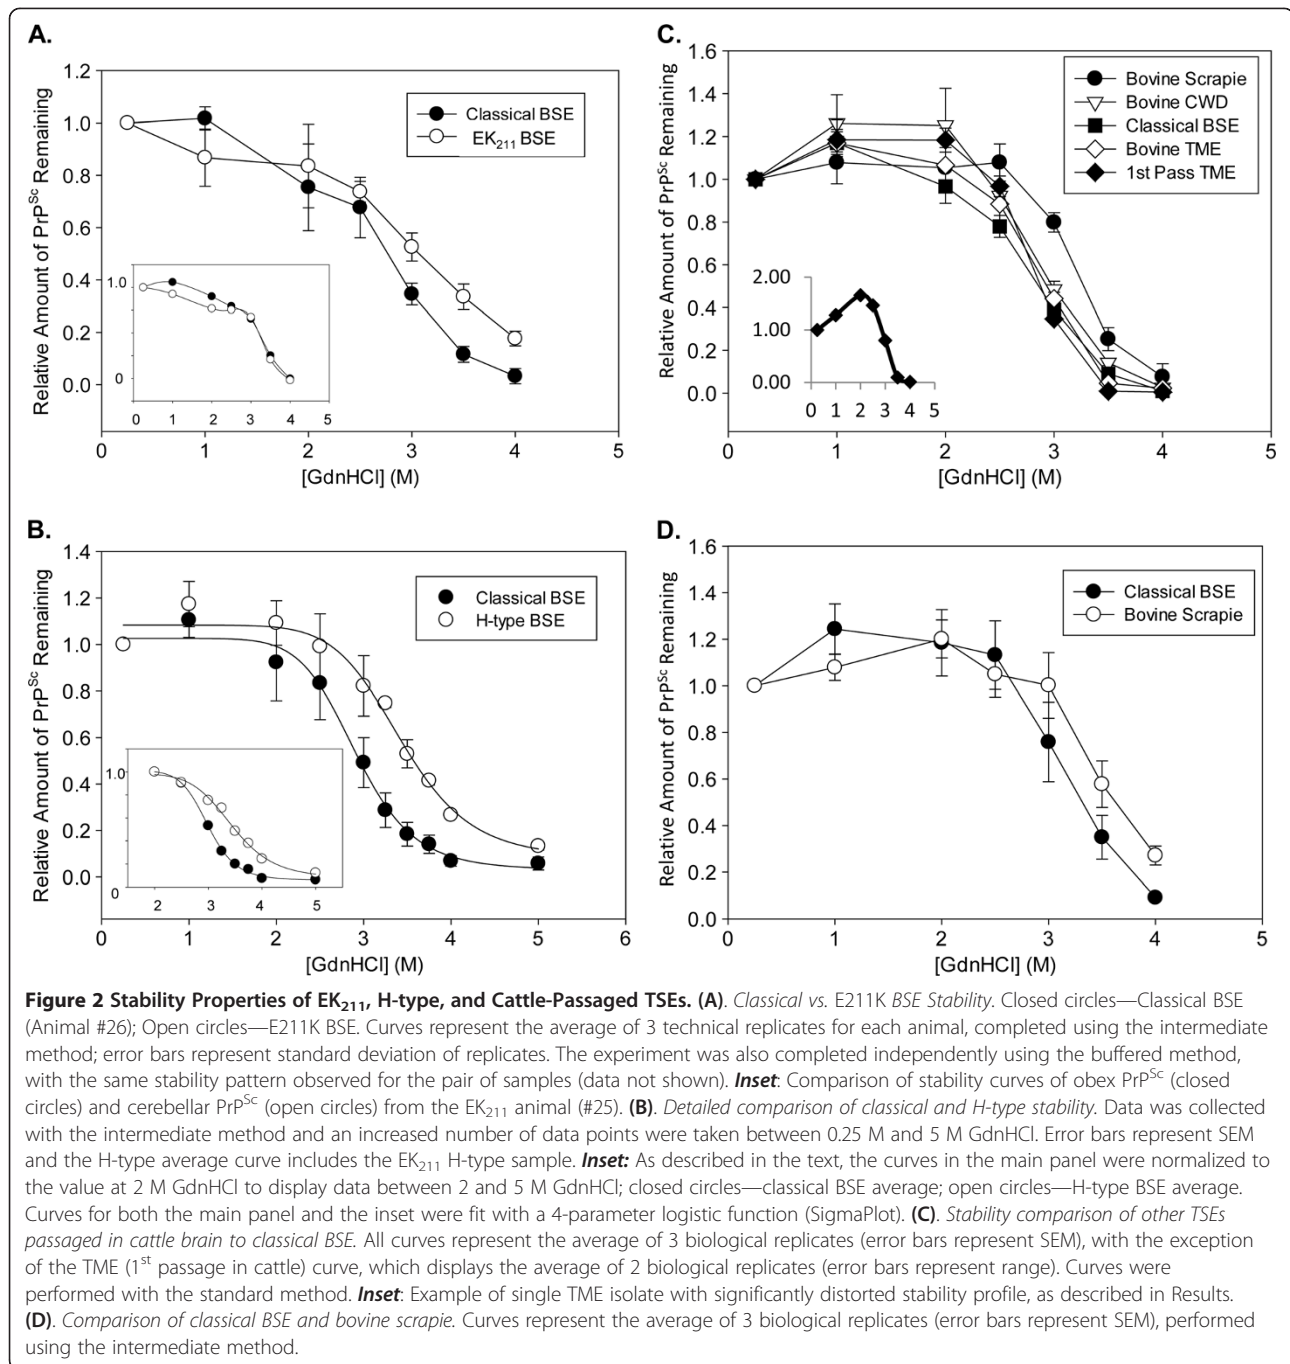 A.
Relative Amount of PrP^Sc Remaining
1.2
1.0
0.8
0.6
0.4
0.2
0.0
Classical BSE
EK211 BSE
1.0
0
0 1 2 3 4 5
0 1 2 3 4 5
[GdnHCl] (M)
C.
Relative Amount of PrP^Sc Remaining
1.6
1.4
1.2
1.0
0.8
0.6
0.4
0.2
0.0
Bovine Scrapie
Bovine CWD
Classical BSE
Bovine TME
1st Pass TME
2.00
1.00
0.00
0 1 2 3 4 5
0 1 2 3 4 5
[GdnHCl] (M)
B.
Relative Amount of PrP^Sc Remaining
1.4
1.2
1.0
0.8
0.6
0.4
0.2
0.0
Classical BSE
H-type BSE
1.0
0
2 3 4 5
0 1 2 3 4 5 6
[GdnHCl] (M)
D.
Relative Amount of PrP^Sc Remaining
1.6
1.4
1.2
1.0
0.8
0.6
0.4
0.2
0.0
Classical BSE
Bovine Scrapie
0 1 2 3 4 5
[GdnHCl] (M)
Figure 2 Stability Properties of EK211, H-type, and Cattle-Passaged TSEs. (A). Classical vs. E211K BSE Stability. Closed circles—Classical BSE
(Animal #26); Open circles—E211K BSE. Curves represent the average of 3 technical replicates for each animal, completed using the intermediate
method; error bars represent standard deviation of replicates. The experiment was also completed independently using the buffered method,
with the same stability pattern observed for the pair of samples (data not shown). Inset: Comparison of stability curves of obex PrP^Sc (closed
circles) and cerebellar PrP^Sc (open circles) from the EK211 animal (#25). (B). Detailed comparison of classical and H-type stability. Data was collected
with the intermediate method and an increased number of data points were taken between 0.25 M and 5 M GdnHCl. Error bars represent SEM
and the H-type average curve includes the EK211 H-type sample. Inset: As described in the text, the curves in the main panel were normalized to
the value at 2 M GdnHCl to display data between 2 and 5 M GdnHCl; closed circles—classical BSE average; open circles—H-type BSE average.
Curves for both the main panel and the inset were fit with a 4-parameter logistic function (SigmaPlot). (C). Stability comparison of other TSEs
passaged in cattle brain to classical BSE. All curves represent the average of 3 biological replicates (error bars represent SEM), with the exception
of the TME (1^st passage in cattle) curve, which displays the average of 2 biological replicates (error bars represent range). Curves were
performed with the standard method. Inset: Example of single TME isolate with significantly distorted stability profile, as described in Results.
(D). Comparison of classical BSE and bovine scrapie. Curves represent the average of 3 biological replicates (error bars represent SEM), performed
using the intermediate method.